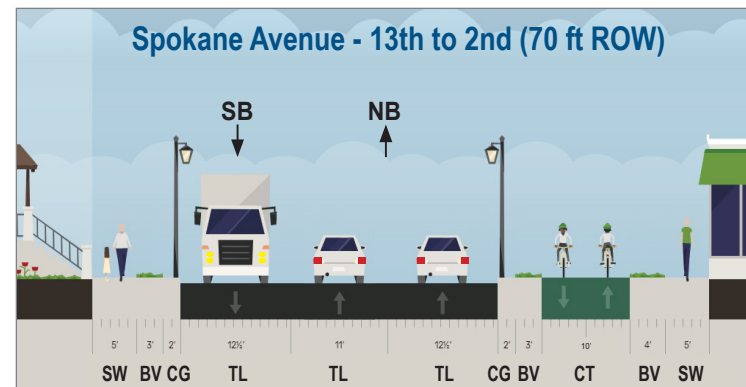 Spokane Avenue - 13th to 2nd (70 ft ROW)
SB NB
5' 3' 2' 12½' 11' 12½' 2' 3' 10' 4' 5'
SW BV CG TL TL TL CG BV CT BV SW